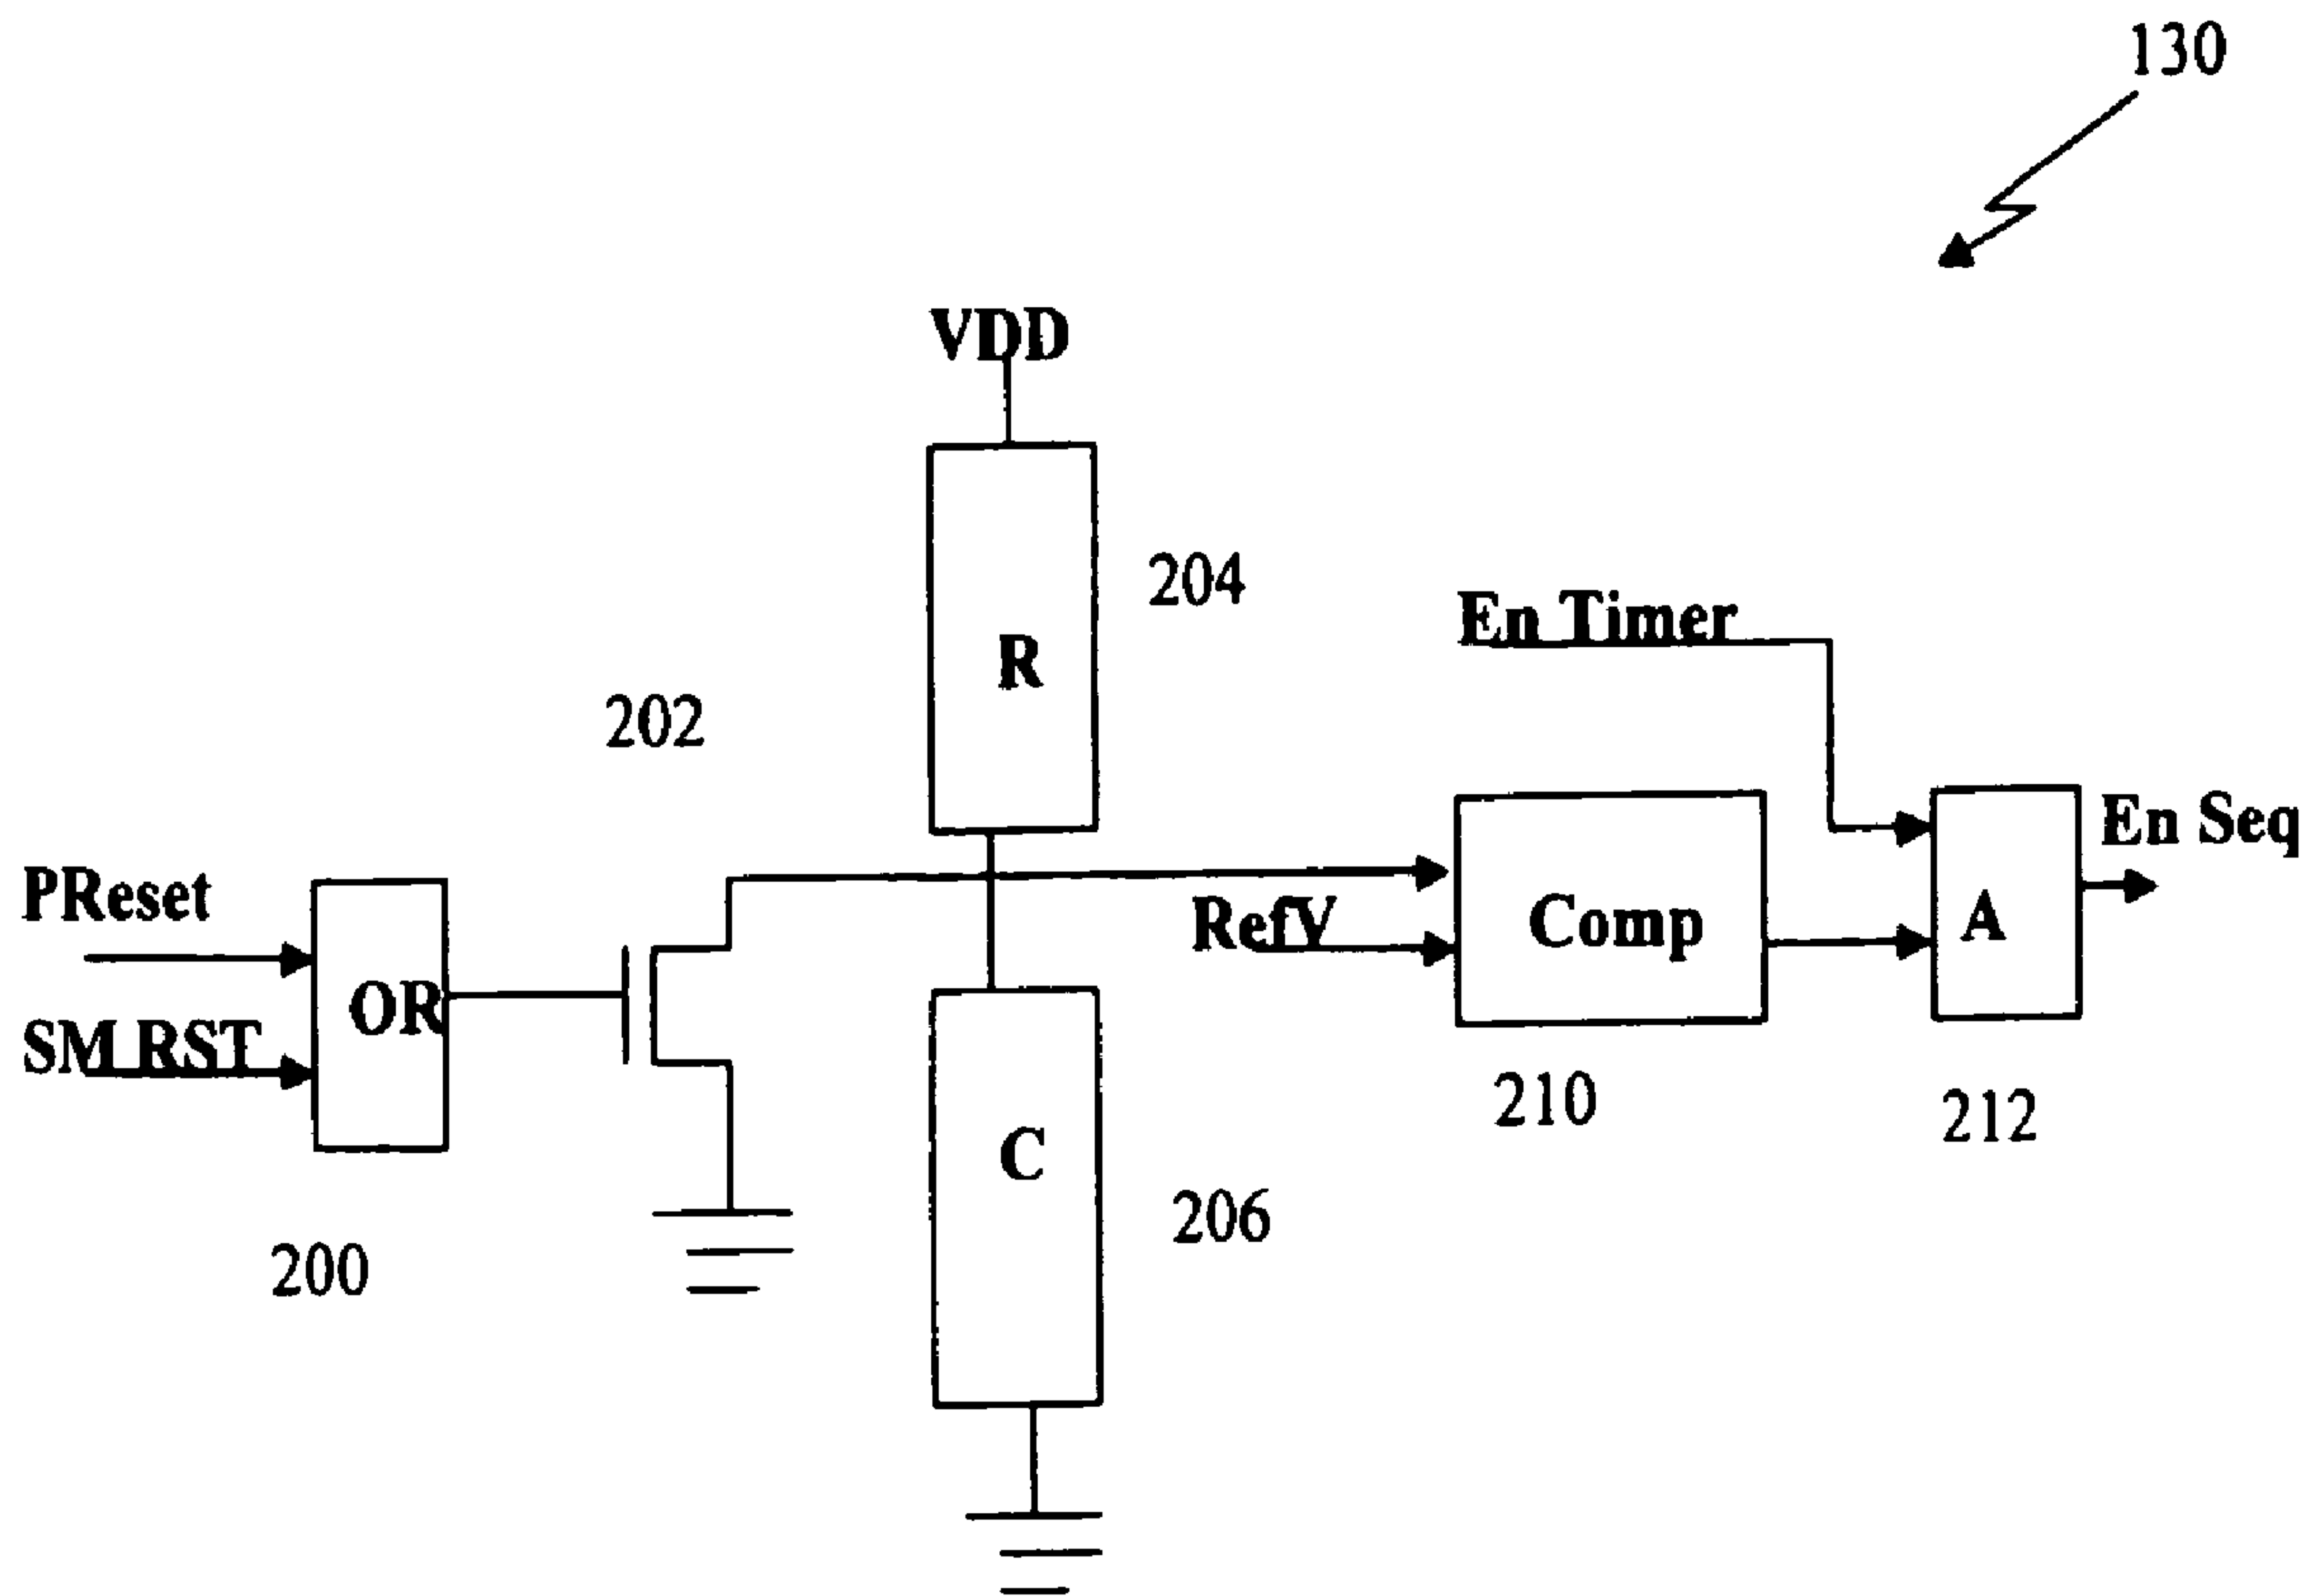 130
VDD
204
R
En Timer
202
En Seq
PReset
RefV
Comp
A
OR
SM RST
210
212
C
206
200